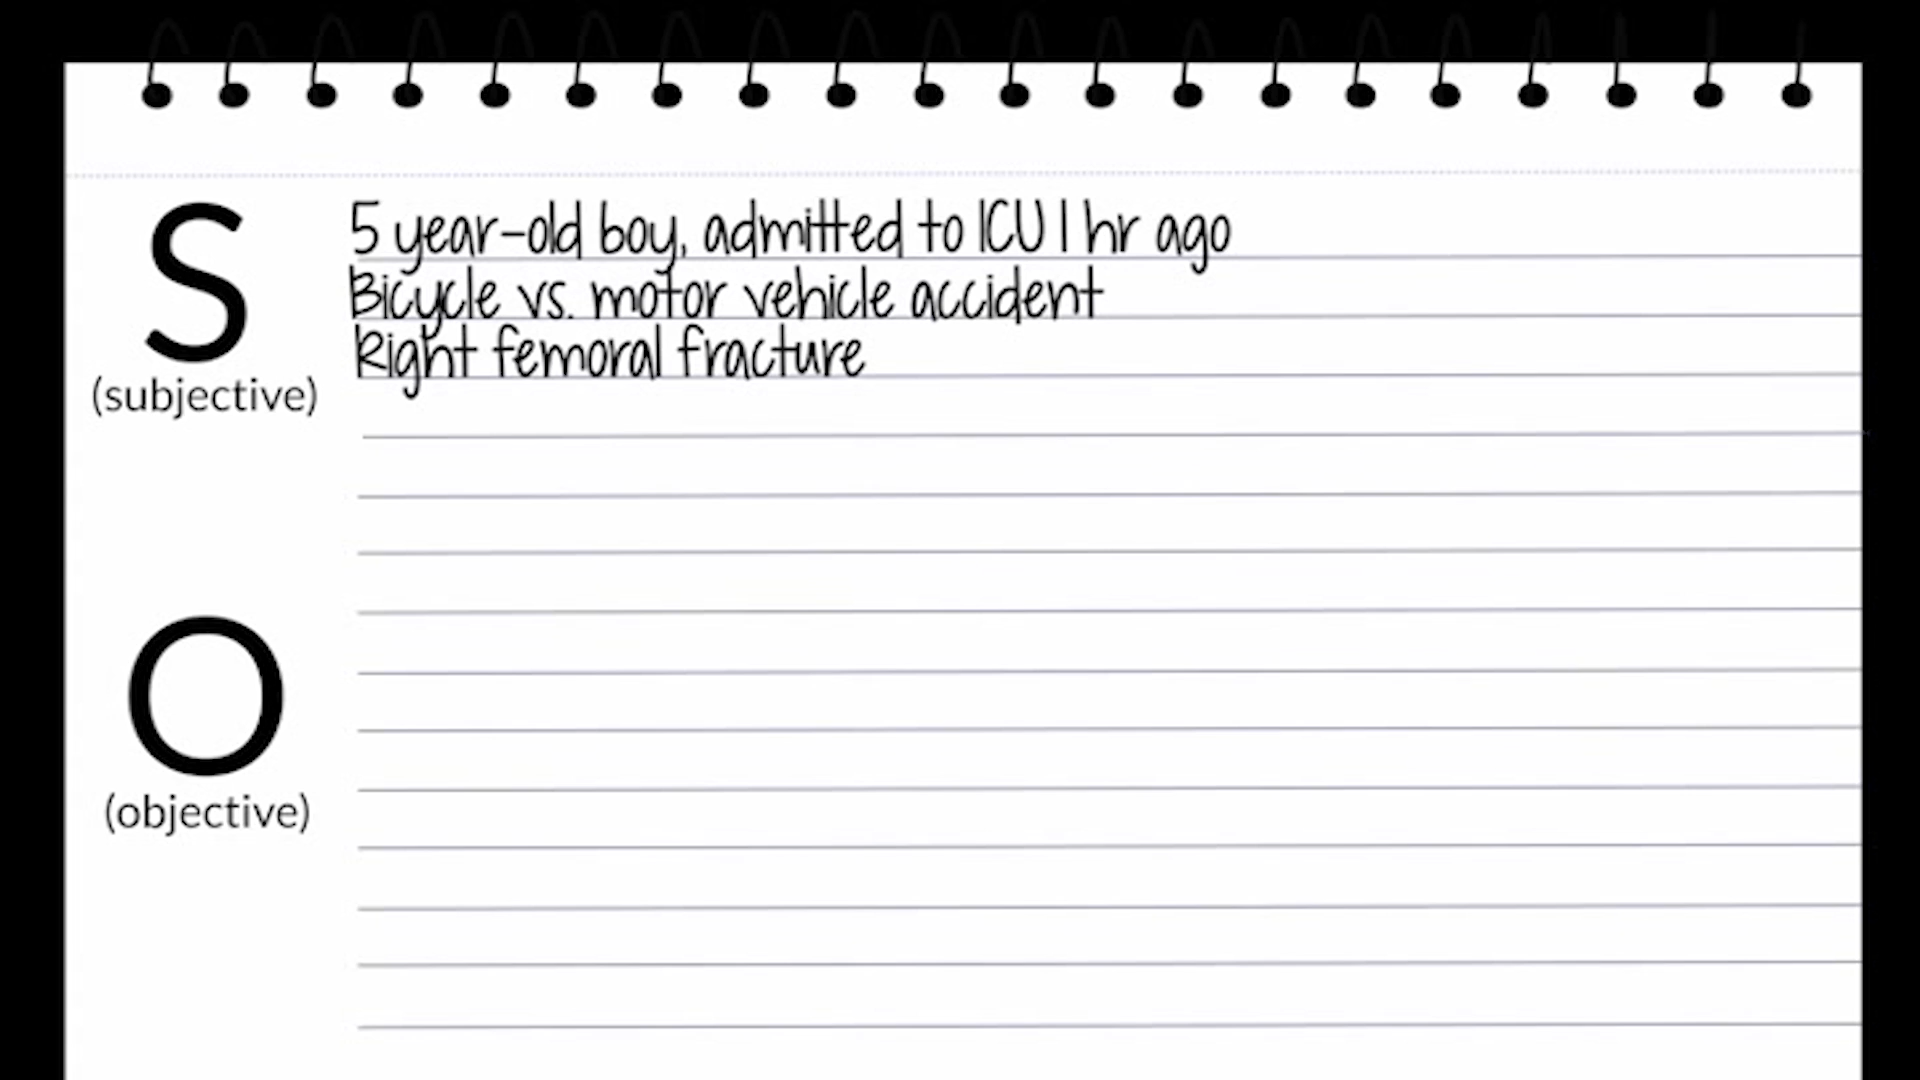 S
(subjective)
5 year-old boy, admitted to ICU 1 hr ago
Bicycle vs. motor vehicle accident
Right femoral fracture
O
(objective)